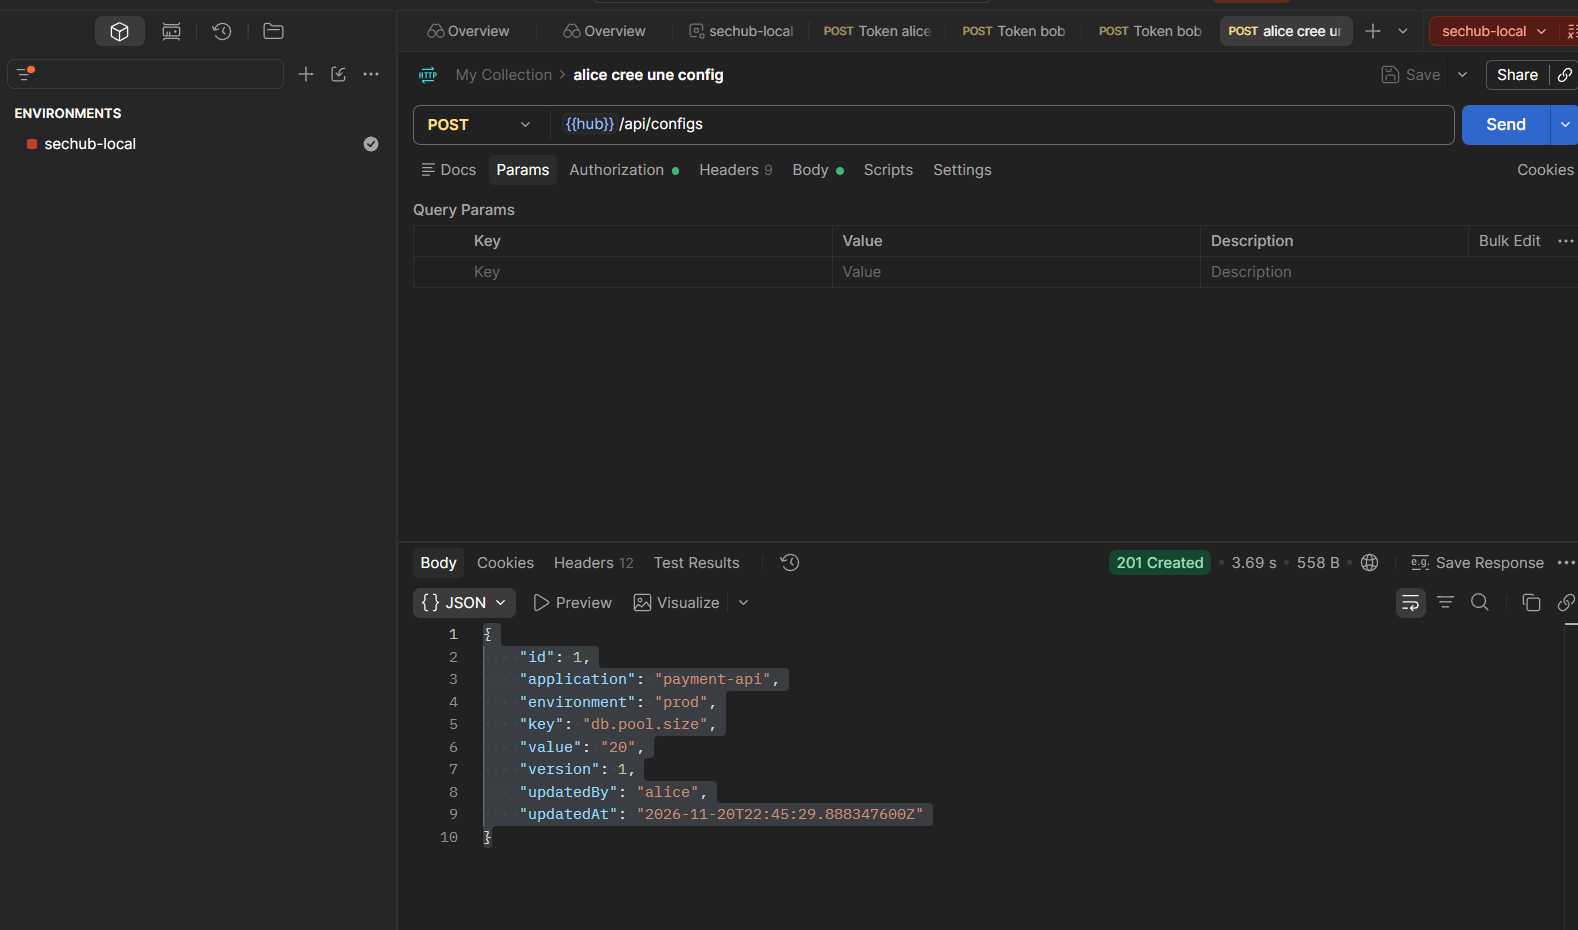 Overview
Overview
sechub-local
POST Token alice
POST Token bob
POST Token bob
POST alice cree ur
sechub-local
HTTP My Collection > alice cree une config
Save
Share
ENVIRONMENTS
sechub-local
POST
{{hub}} /api/configs
Send
Docs
Params
Authorization
Headers 9
Body
Scripts
Settings
Cookies
Query Params
Key Value Description Bulk Edit
Key Value Description
Body
Cookies
Headers 12
Test Results
201 Created • 3.69 s • 558 B
e.g. Save Response
{} JSON
Preview
Visualize
1 {
2 "id": 1,
3 "application": "payment-api",
4 "environment": "prod",
5 "key": "db.pool.size",
6 "value": "20",
7 "version": 1,
8 "updatedBy": "alice",
9 "updatedAt": "2026-11-20T22:45:29.888347600Z"
10 }